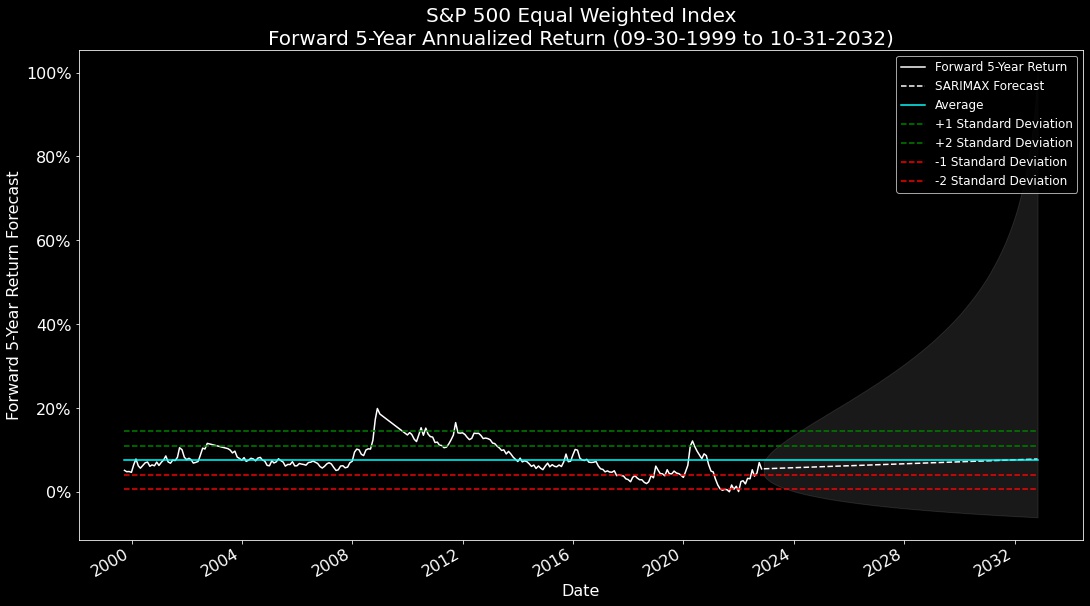 S&P 500 Equal Weighted Index
Forward 5-Year Annualized Return (09-30-1999 to 10-31-2032)
Forward 5-Year Return
SARIMAX Forecast
Average
+1 Standard Deviation
+2 Standard Deviation
-1 Standard Deviation
-2 Standard Deviation
Forward 5-Year Return Forecast
100%
80%
60%
40%
20%
0%
2000
2004
2008
2012
2016
2020
2024
2028
2032
Date